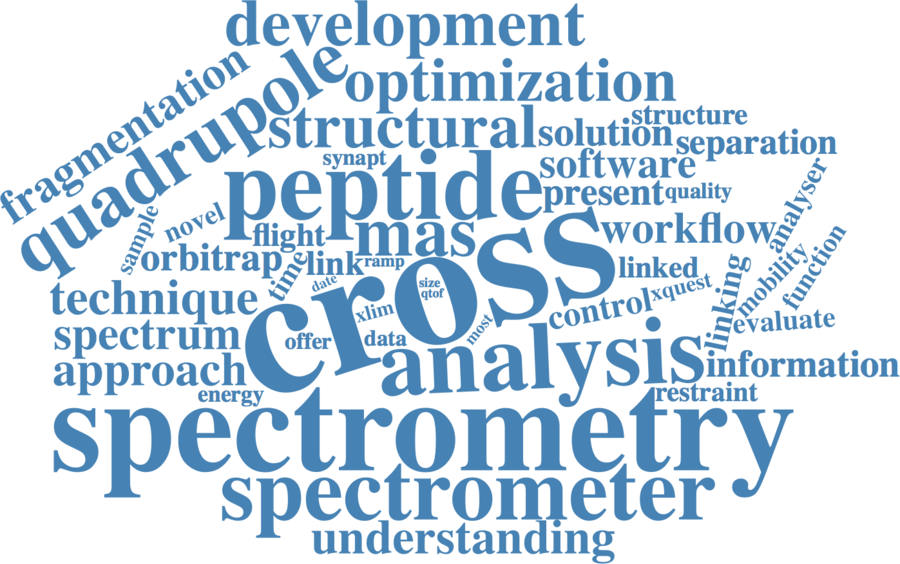 development
fragmentation
quadrupole
optimization
structural
solution
structure
separation
synapt
peptide
software
present
quality
analyser
sample
novel
flight
mas
cross
workflow
orbitrap
time
link
ramp
linked
xquest
mobility
function
technique
date
size
qtof
xlim
most
control
linking
evaluate
spectrum
offer
data
analysis
approach
information
energy
restraint
spectrometry
spectrometer
understanding